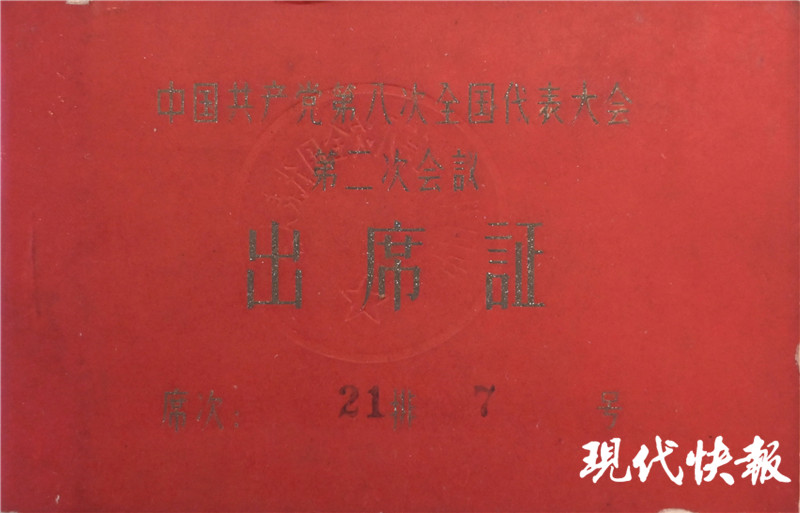 中国共产党第八次全国代表大会
第二次会議
出席証
席次： 21排 7 号
現代快報